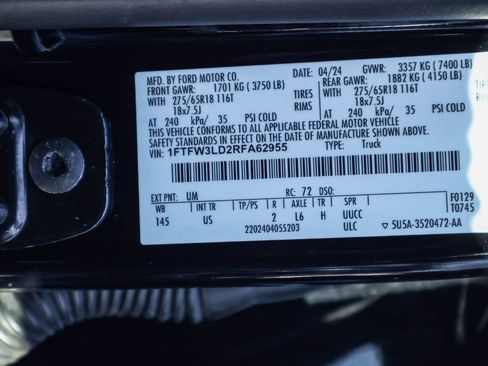 MFD. BY FORD MOTOR CO. DATE: 04/24 GVWR: 3357 KG (7400 LB)
FRONT GAWR: 1701 KG (3750 LB) REAR GAWR: 1882 KG (4150 LB)
WITH 275/65R18 116T TIRES WITH 275/65R18 116T
18x7.5J RIMS 18x7.5J
AT 240 kPa/ 35 PSI COLD AT 240 kPa/ 35 PSI COLD
THIS VEHICLE CONFORMS TO ALL APPLICABLE FEDERAL MOTOR VEHICLE
SAFETY AND BUMPER STANDARDS IN EFFECT ON THE DATE OF
MANUFACTURE SHOWN ABOVE.
VIN: 1FTFW3LD2RFA62955 TYPE: Truck
EXT PNT: UM RC: 72 DSO: F0129
WB INT TR TP/PS R AXLE TR SPR T0745
145 US 2 L6 H UUCC
2202404055203 ULC 5U5A-3520472-AA